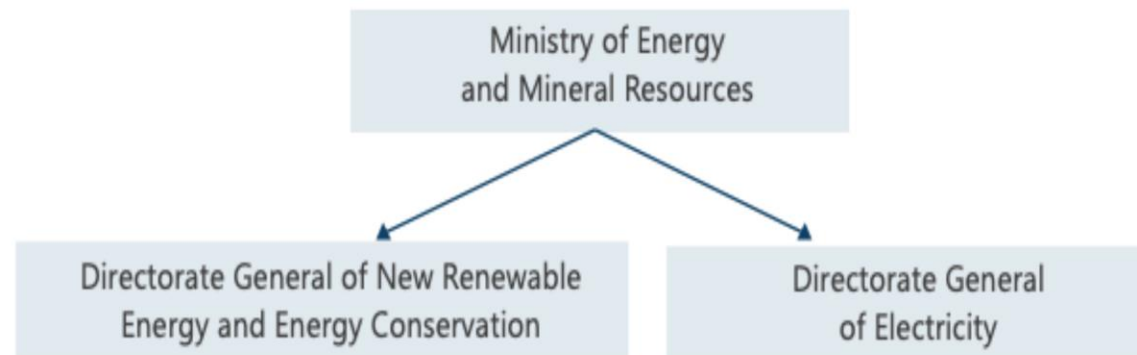 Ministry of Energy
and Mineral Resources
Directorate General of New Renewable
Energy and Energy Conservation
Directorate General
of Electricity